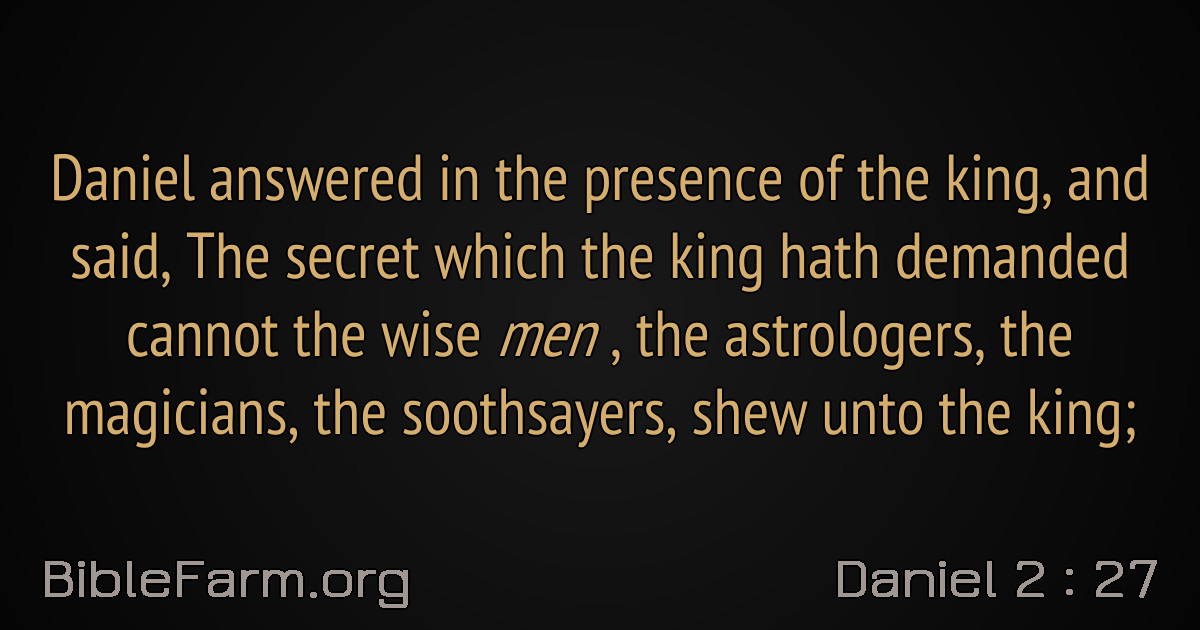 Daniel answered in the presence of the king, and
said, The secret which the king hath demanded
cannot the wise men , the astrologers, the
magicians, the soothsayers, shew unto the king;
BibleFarm.org
Daniel 2 : 27